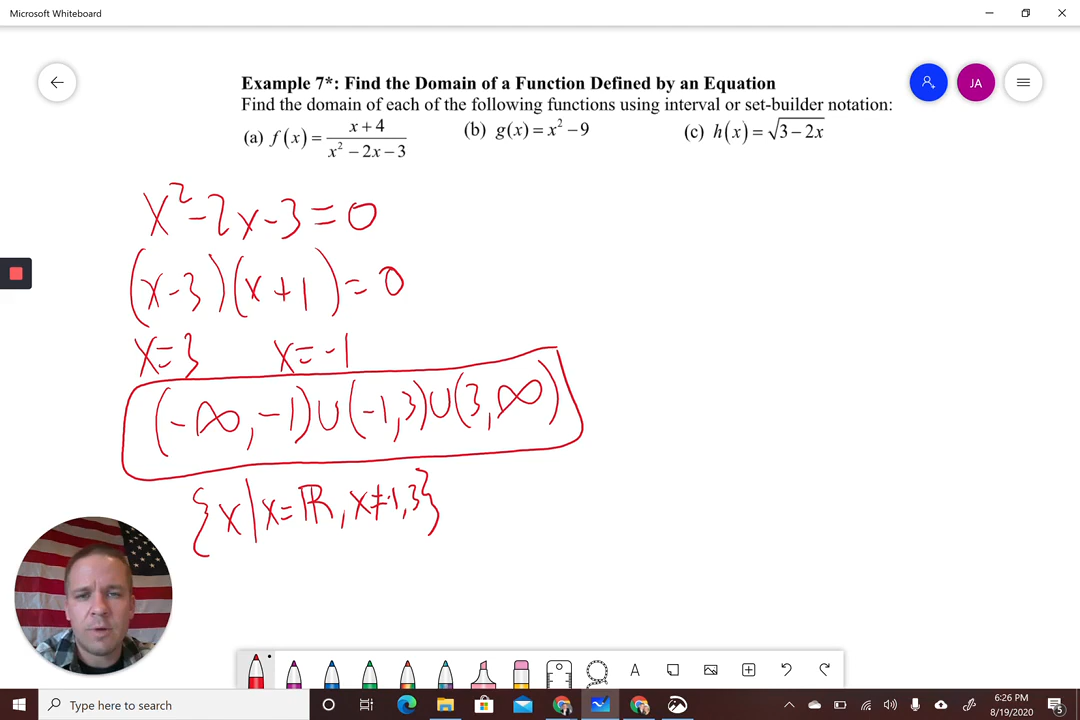 Microsoft Whiteboard
JA
Example 7*: Find the Domain of a Function Defined by an Equation
Find the domain of each of the following functions using interval or set-builder notation:
(a) f(x) = (x+4)/(x² − 2x − 3) (b) g(x) = x² − 9 (c) h(x) = √(3 − 2x)
x² - 2x - 3 = 0
(x - 3)(x + 1) = 0
x = 3 x = -1
(-∞, -1) ∪ (-1, 3) ∪ (3, ∞)
{x | x = ℝ, x ≠ -1, 3}
A
Type here to search
6:26 PM
8/19/2020
5